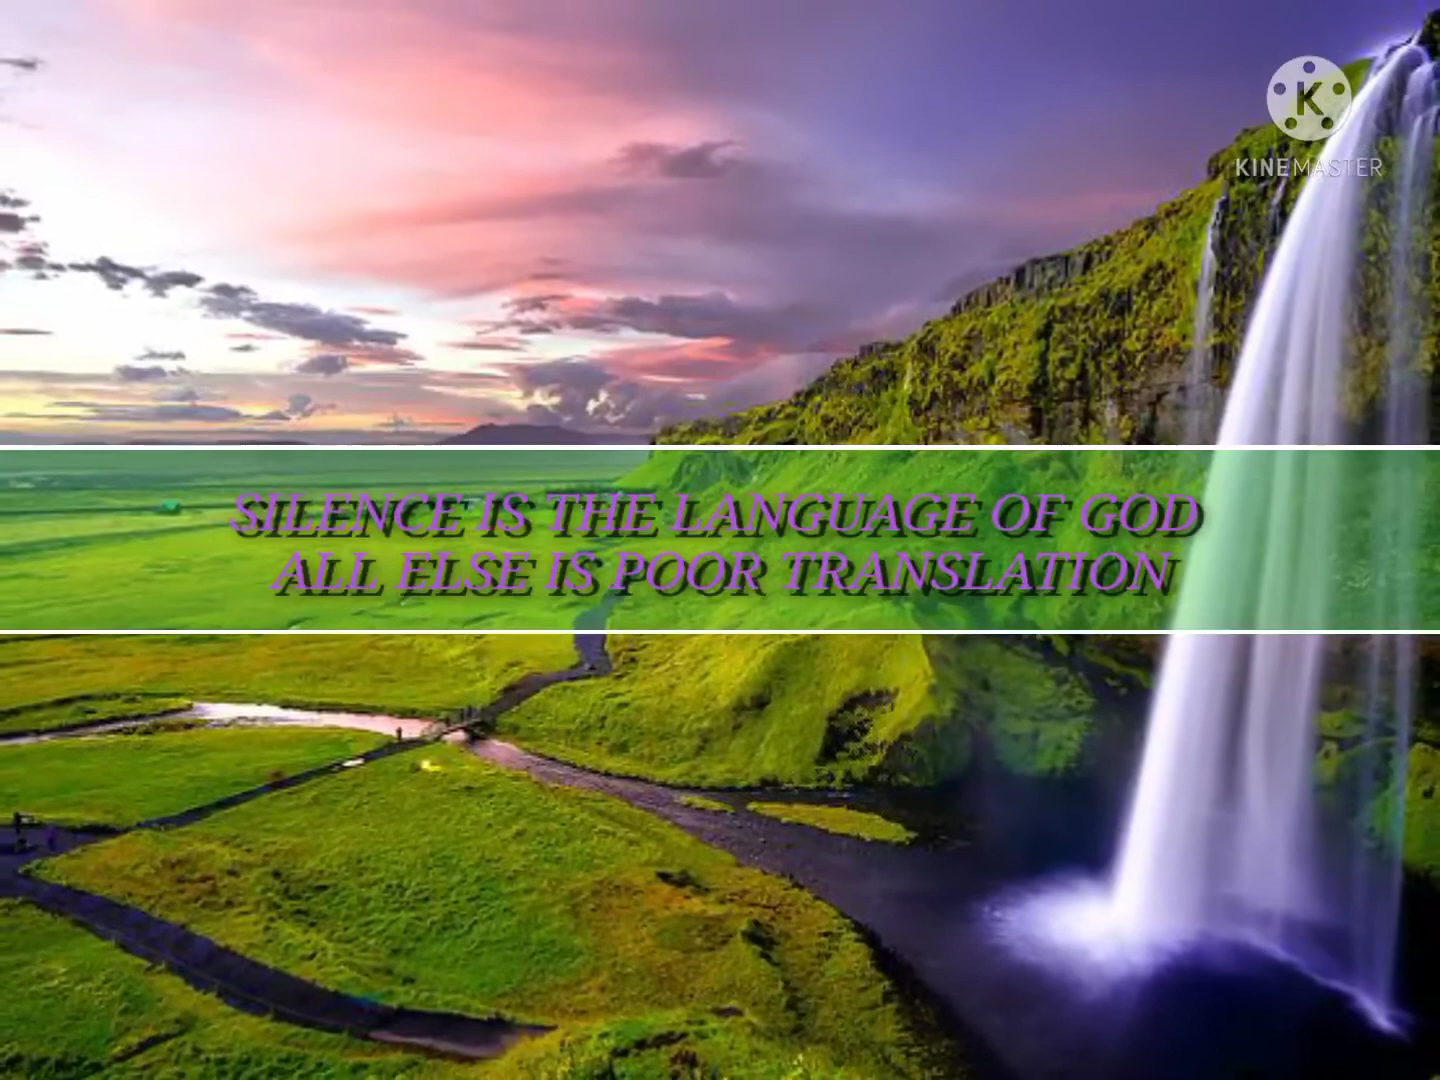 K
KINEMASTER
SILENCE IS THE LANGUAGE OF GOD
ALL ELSE IS POOR TRANSLATION